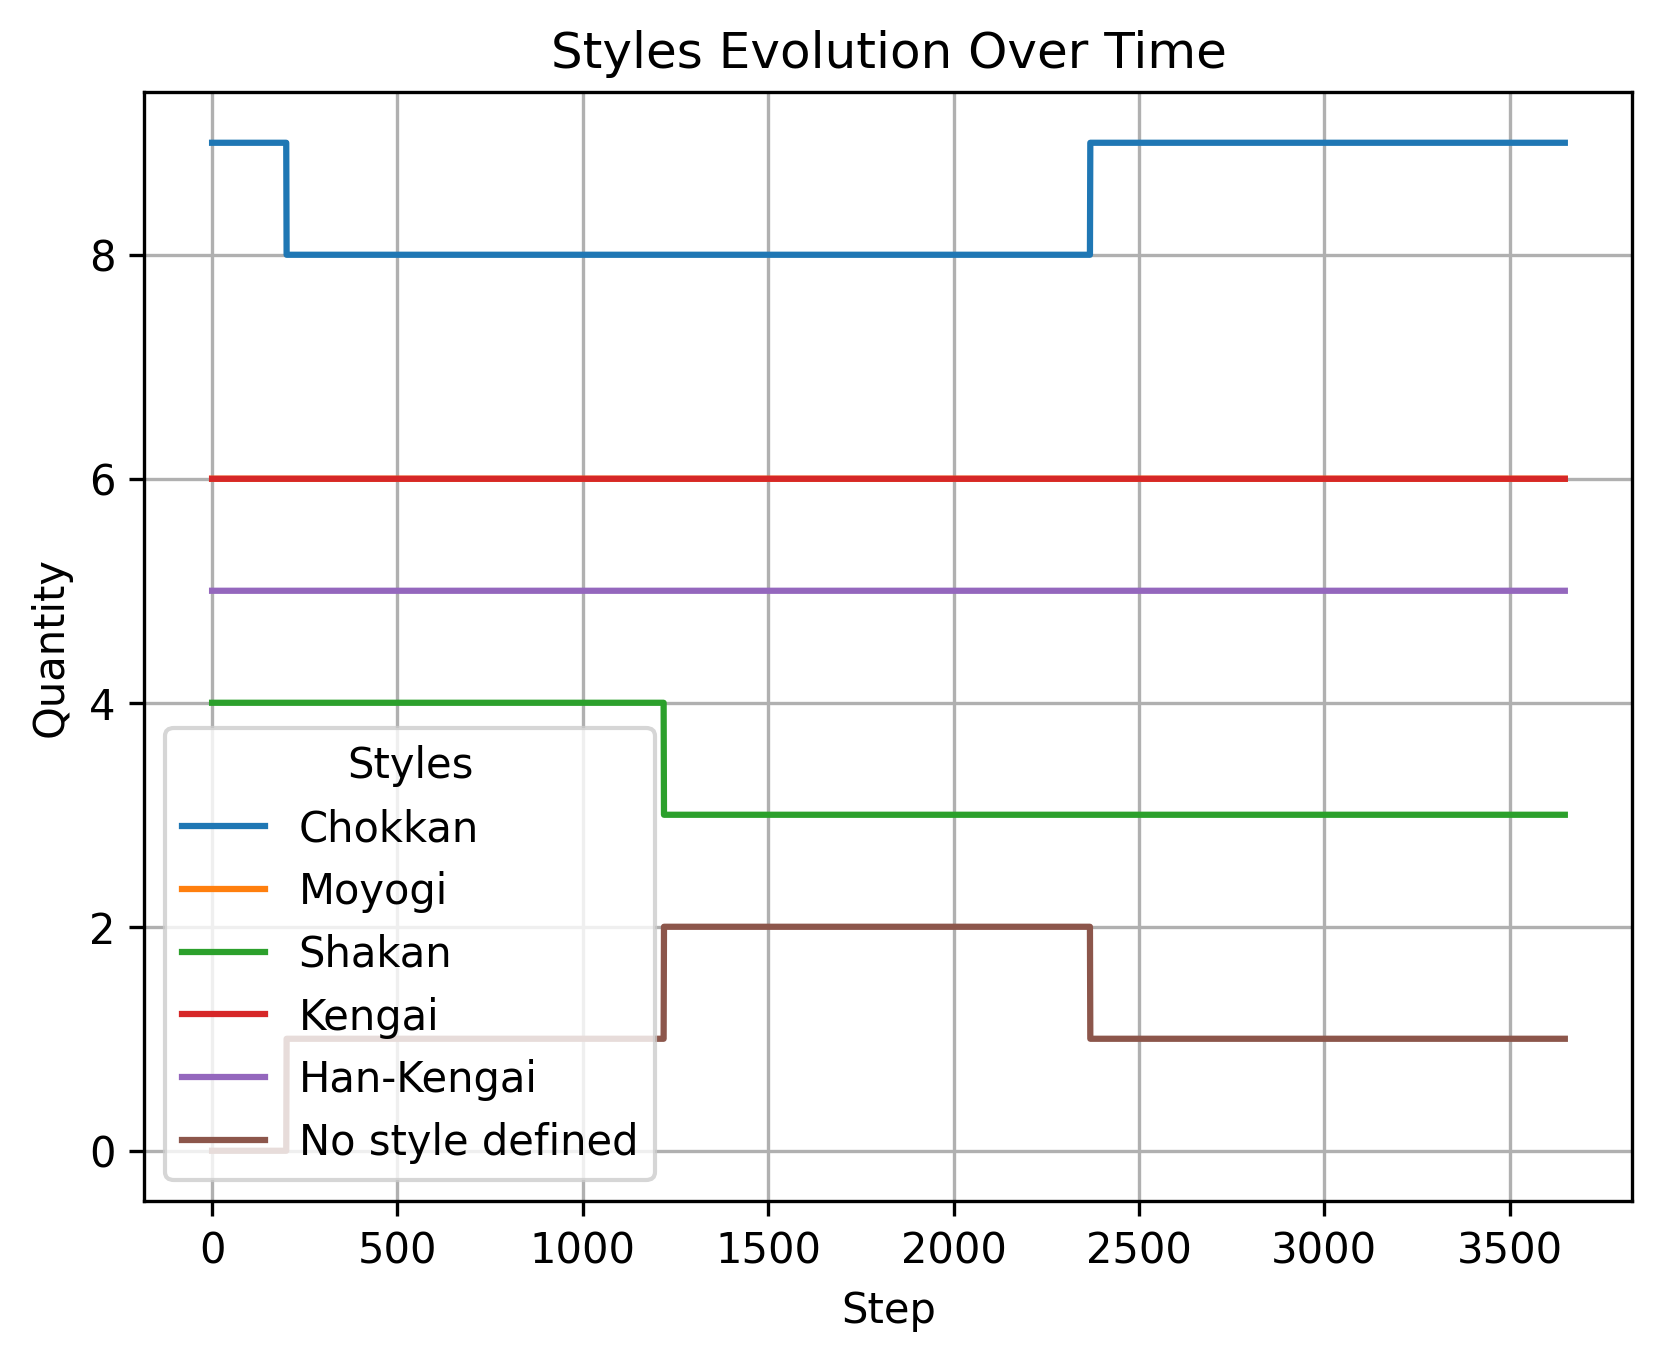 Styles Evolution Over Time
Quantity
8
6
4
2
0
Styles
Chokkan
Moyogi
Shakan
Kengai
Han-Kengai
No style defined
0 500 1000 1500 2000 2500 3000 3500
Step